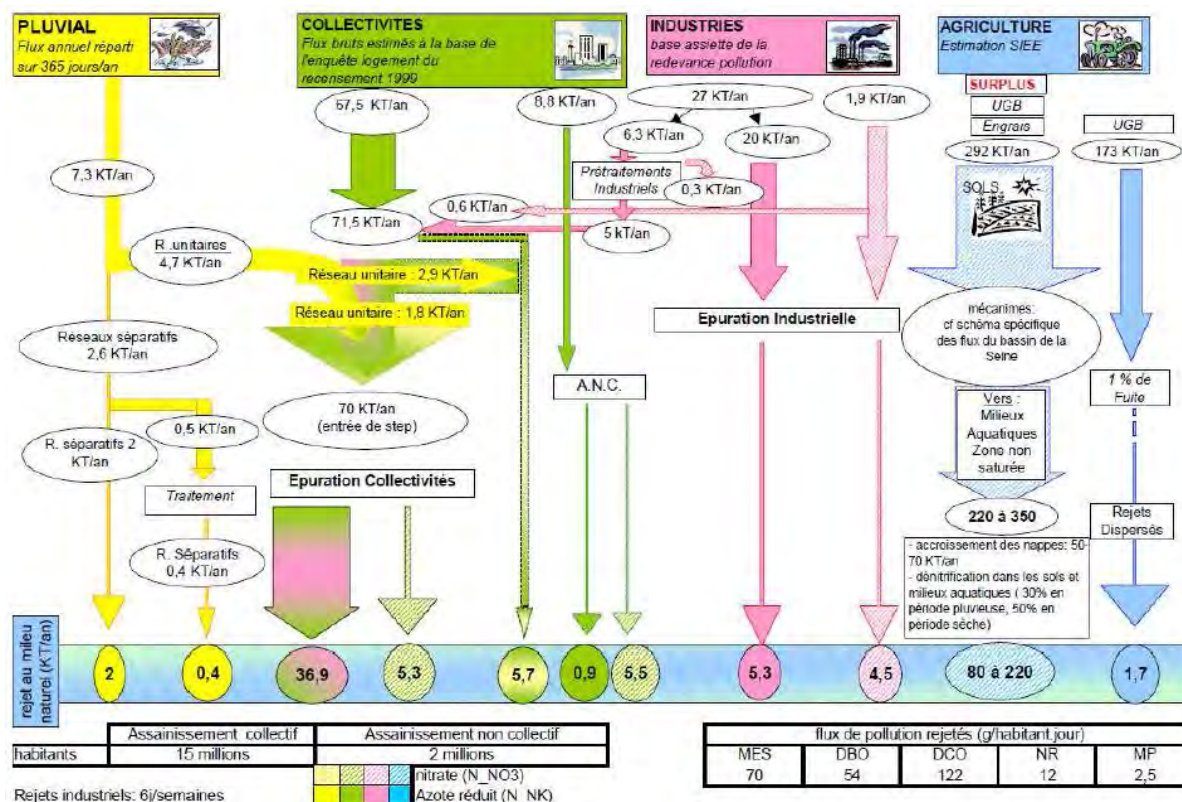 PLUVIAL
Flux annuel réparti
sur 365 jours/an
COLLECTIVITES
Flux bruts estimés à la base de
l'enquête logement du
recensement 1999
INDUSTRIES
base assiette de la
redevance pollution
AGRICULTURE
Estimation SIEE
SURPLUS
UGB
Engrais
292 KT/an
UGB
173 KT/an
67,5 KT/an
8,8 KT/an
27 KT/an
1,9 KT/an
6,3 KT/an
20 KT/an
7,3 KT/an
Prétraitements
Industriels
0,3 KT/an
SOLS
0,6 KT/an
71,5 KT/an
5 kT/an
R .unitaires
4,7 KT/an
Réseau unitaire : 2,9 KT/an
Réseau unitaire : 1,8 KT/an
Epuration Industrielle
mécanimes:
cf schéma spécifique
des flux du bassin de la
Seine
Réseaux séparatifs
2,6 KT/an
A.N.C.
1 % de
Fuite
70 KT/an
(entrée de step)
Vers :
Milieux
Aquatiques
Zone non
saturée
0,5 KT/an
R. séparatifs 2
KT/an
Epuration Collectivités
Traitement
220 à 350
Rejets
Dispersés
R. Séparatifs
0,4 KT/an
- accroissement des nappes: 50-
70 KT/an
- dénitrification dans les sols et
milieux aquatiques ( 30% en
période pluvieuse, 50% en
période sèche)
rejet au milieu
naturel (KT/an)
2
0,4
36,9
5,3
5,7
0,9
5,5
5,3
4,5
80 à 220
1,7
Assainissement collectif
Assainissement non collectif
habitants
15 millions
2 millions
flux de pollution rejetés (g/habitant.jour)
MES DBO DCO NR MP
70 54 122 12 2,5
nitrate (N_NO3)
Rejets industriels: 6j/semaines
Azote réduit (N_NK)